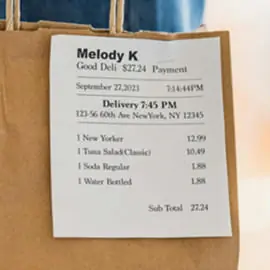 Melody K
Good Deli $27.24 Payment
September 27,2021 7:14:44PM
Delivery 7:45 PM
123-56 60th Ave NewYork, NY 12345
1 New Yorker 12.99
1 Tuna Salad(Classic) 10.49
1 Soda Regular 1.88
1 Water Bottled 1.88
Sub Total 27.24